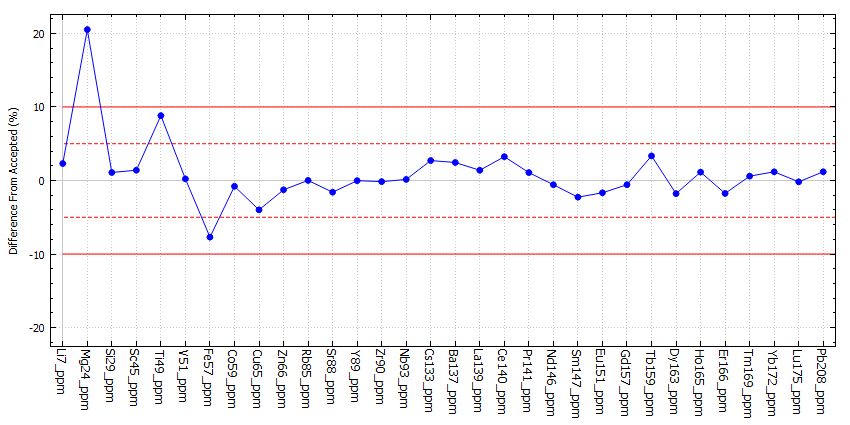 20
10
0
-10
-20
Difference From Accepted (%)
Li7_ppm
Mg24_ppm
Si29_ppm
Sc45_ppm
Ti49_ppm
V51_ppm
Fe57_ppm
Co59_ppm
Cu65_ppm
Zn66_ppm
Rb85_ppm
Sr88_ppm
Y89_ppm
Zr90_ppm
Nb93_ppm
Cs133_ppm
Ba137_ppm
La139_ppm
Ce140_ppm
Pr141_ppm
Nd146_ppm
Sm147_ppm
Eu151_ppm
Gd157_ppm
Tb159_ppm
Dy163_ppm
Ho165_ppm
Er166_ppm
Tm169_ppm
Yb172_ppm
Lu175_ppm
Pb208_ppm